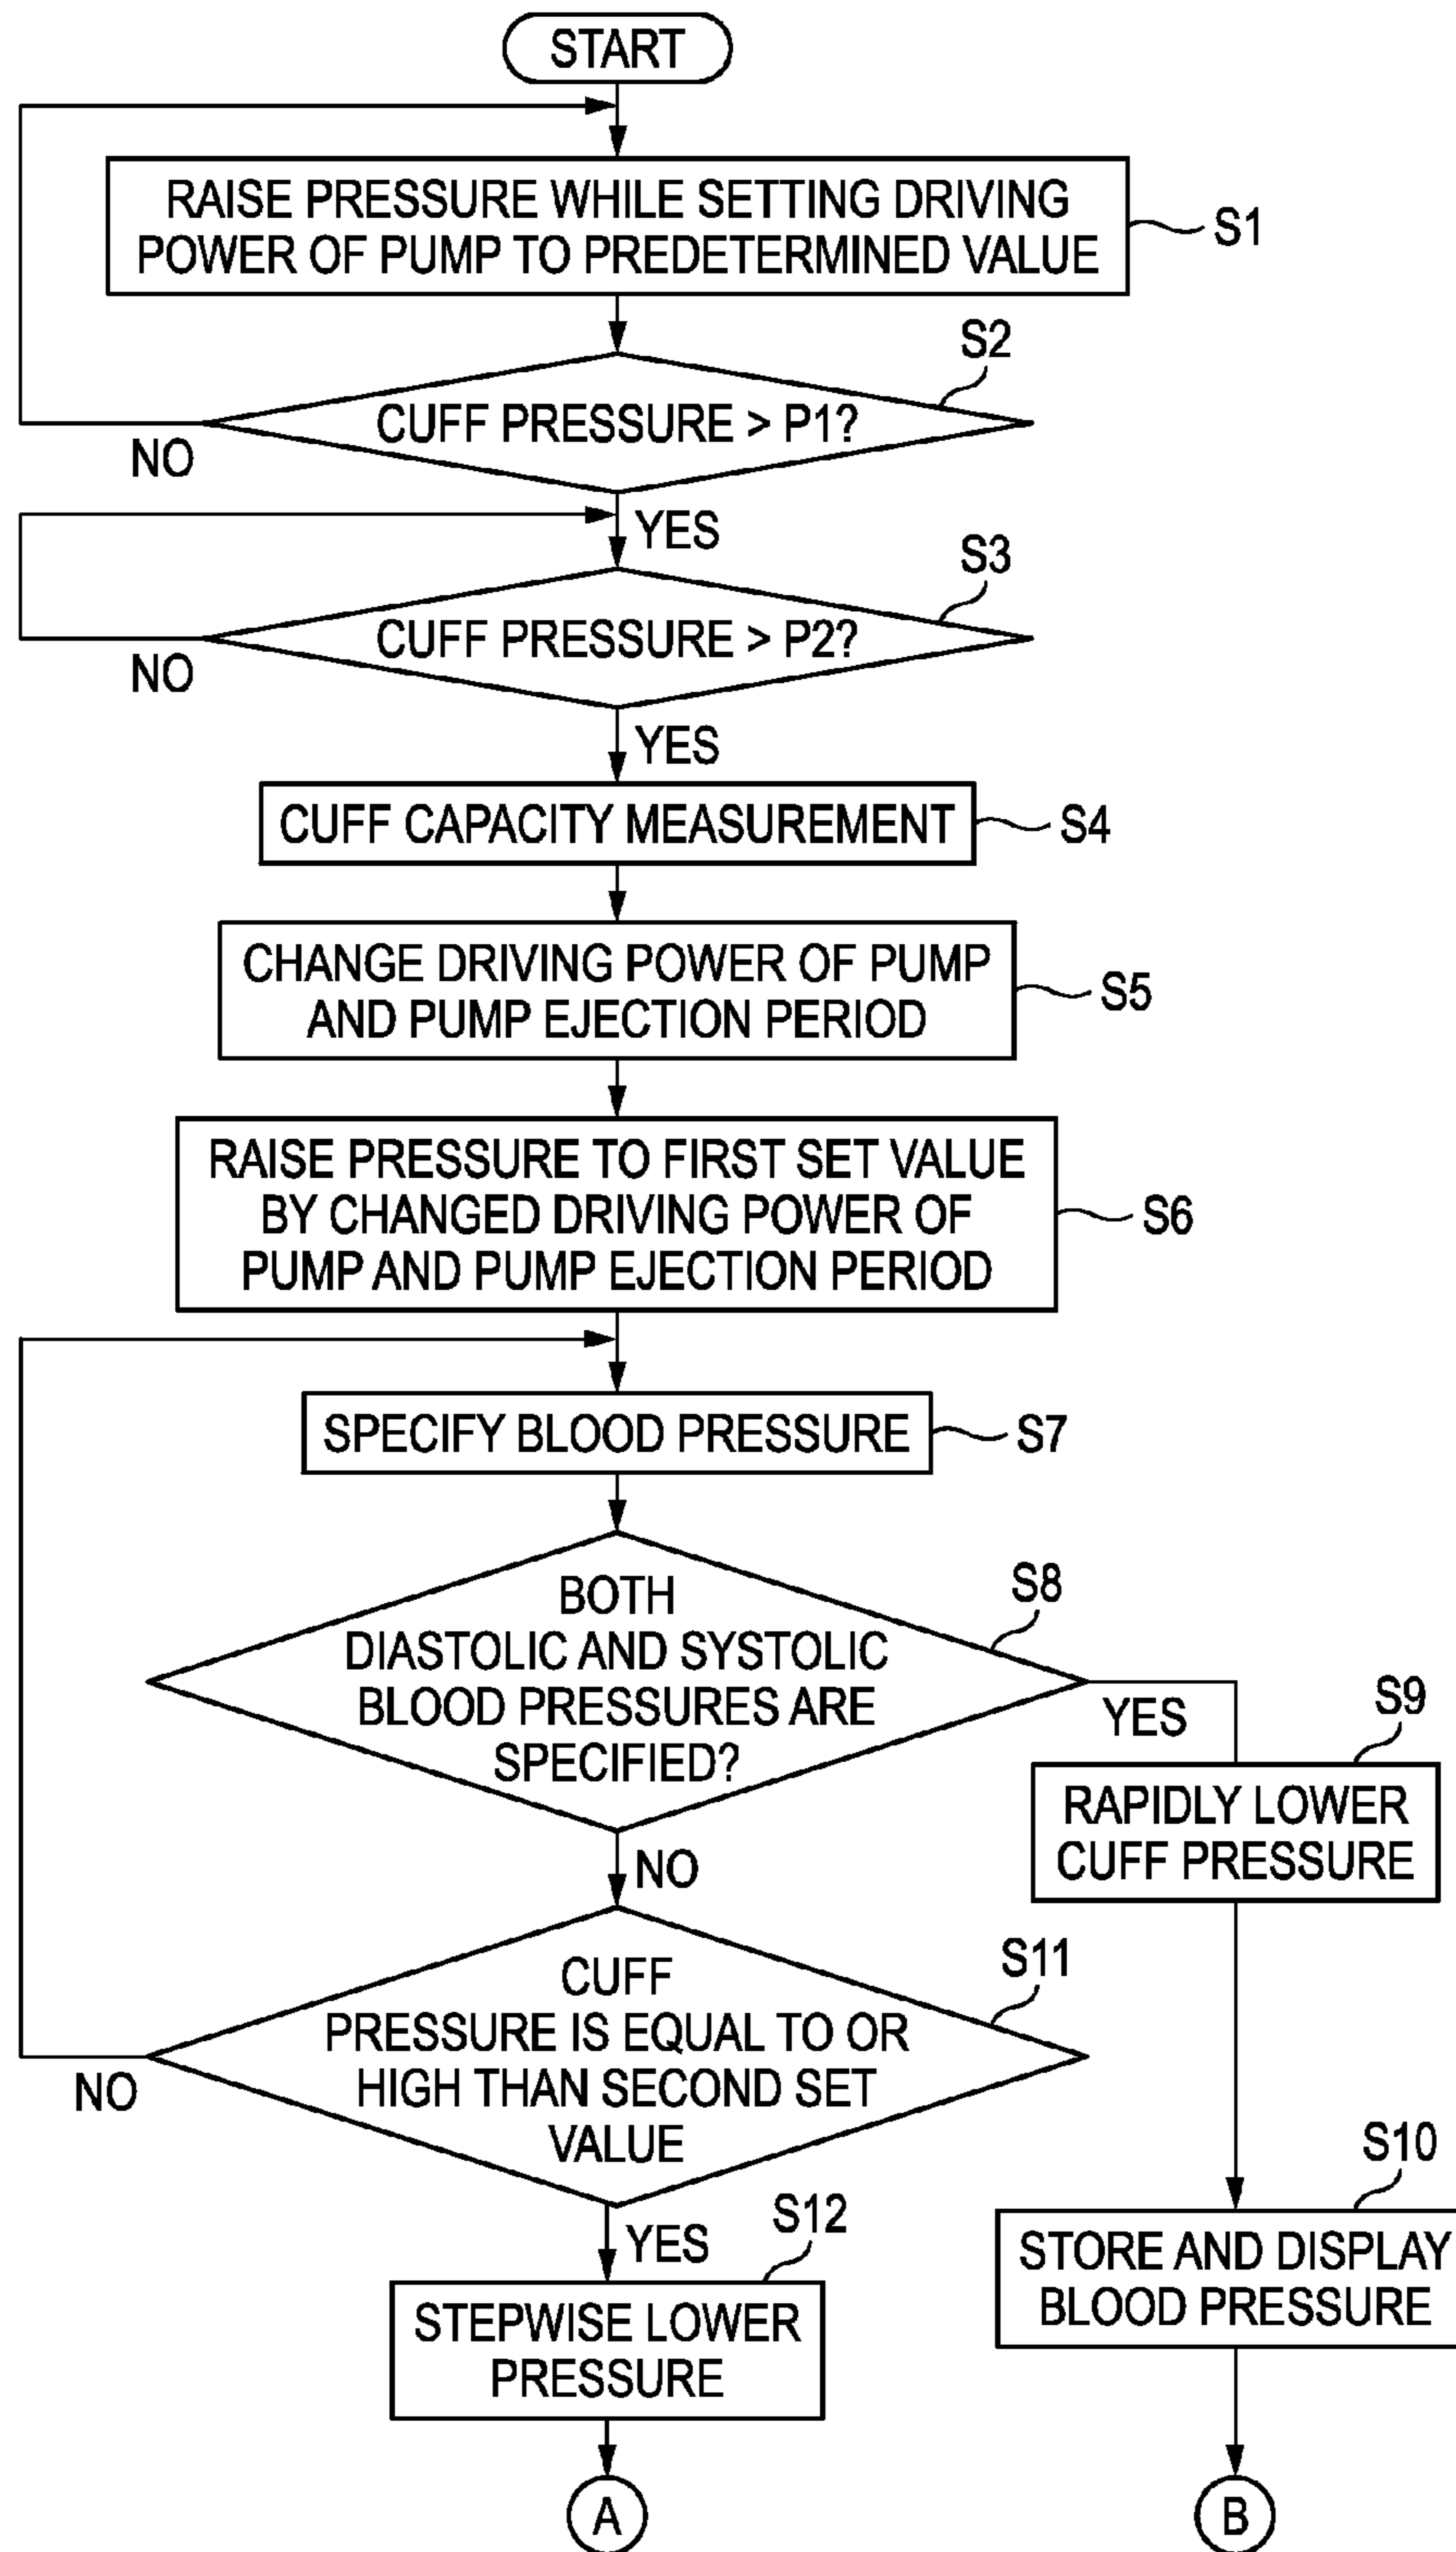 START
RAISE PRESSURE WHILE SETTING DRIVING
POWER OF PUMP TO PREDETERMINED VALUE
S1
S2
CUFF PRESSURE > P1?
NO
YES
S3
CUFF PRESSURE > P2?
NO
YES
CUFF CAPACITY MEASUREMENT
S4
CHANGE DRIVING POWER OF PUMP
AND PUMP EJECTION PERIOD
S5
RAISE PRESSURE TO FIRST SET VALUE
BY CHANGED DRIVING POWER OF
PUMP AND PUMP EJECTION PERIOD
S6
SPECIFY BLOOD PRESSURE
S7
S8
BOTH
DIASTOLIC AND SYSTOLIC
BLOOD PRESSURES ARE
SPECIFIED?
YES
NO
S9
RAPIDLY LOWER
CUFF PRESSURE
S11
CUFF
PRESSURE IS EQUAL TO OR
HIGH THAN SECOND SET
VALUE
NO
YES
S10
STORE AND DISPLAY
BLOOD PRESSURE
S12
STEPWISE LOWER
PRESSURE
A
B